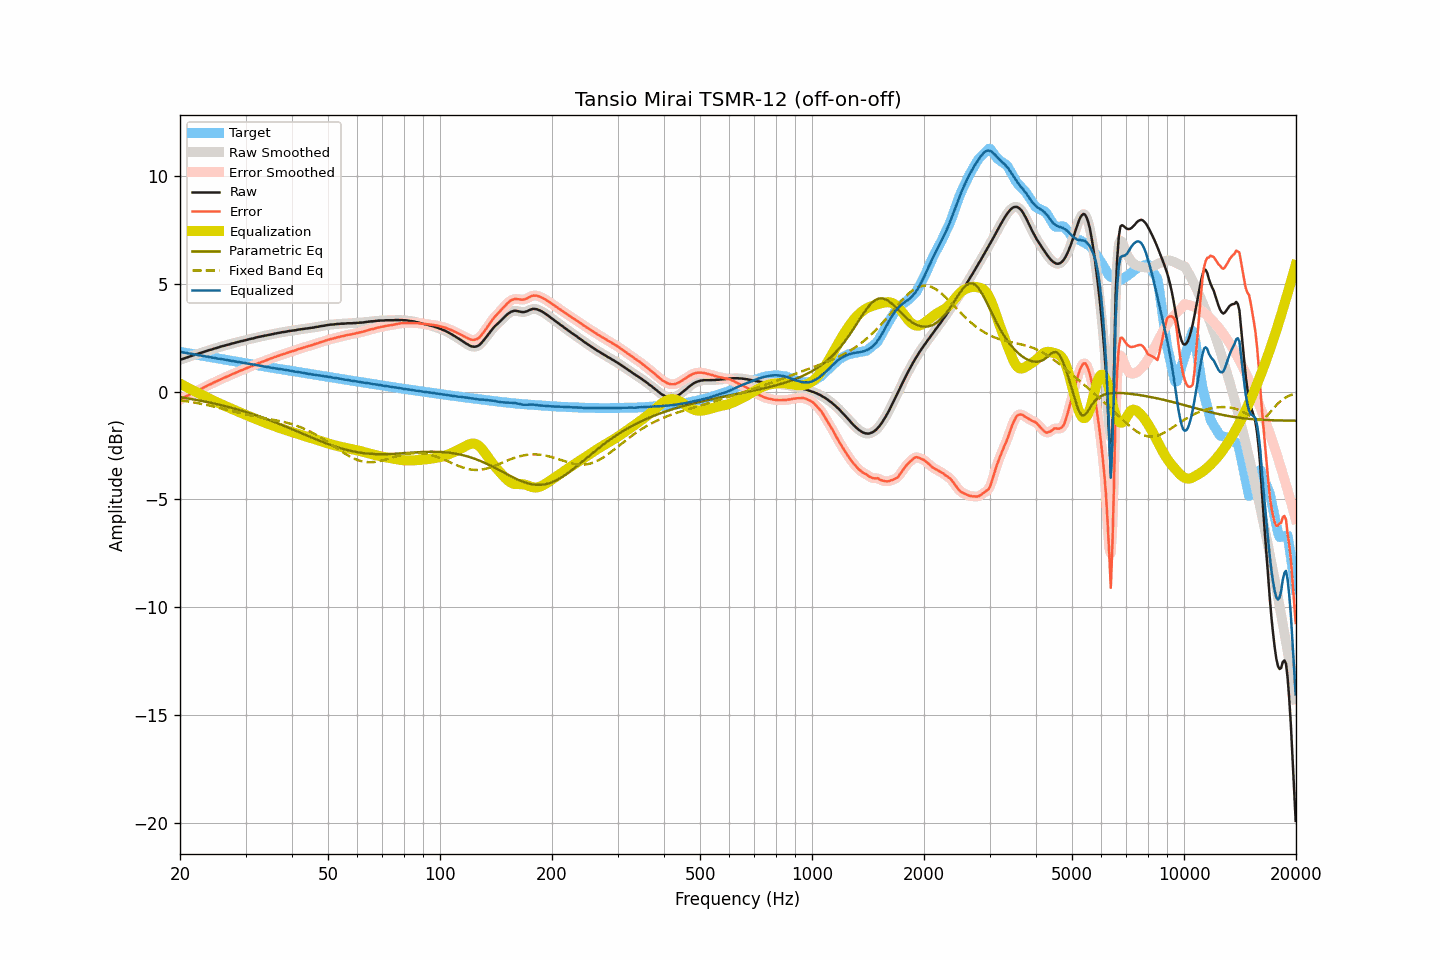 Tansio Mirai TSMR-12 (off-on-off)
Target
Raw Smoothed
Error Smoothed
Raw
Error
Equalization
Parametric Eq
Fixed Band Eq
Equalized
10
5
0
−5
−10
−15
−20
Amplitude (dBr)
20 50 100 200 500 1000 2000 5000 10000 20000
Frequency (Hz)